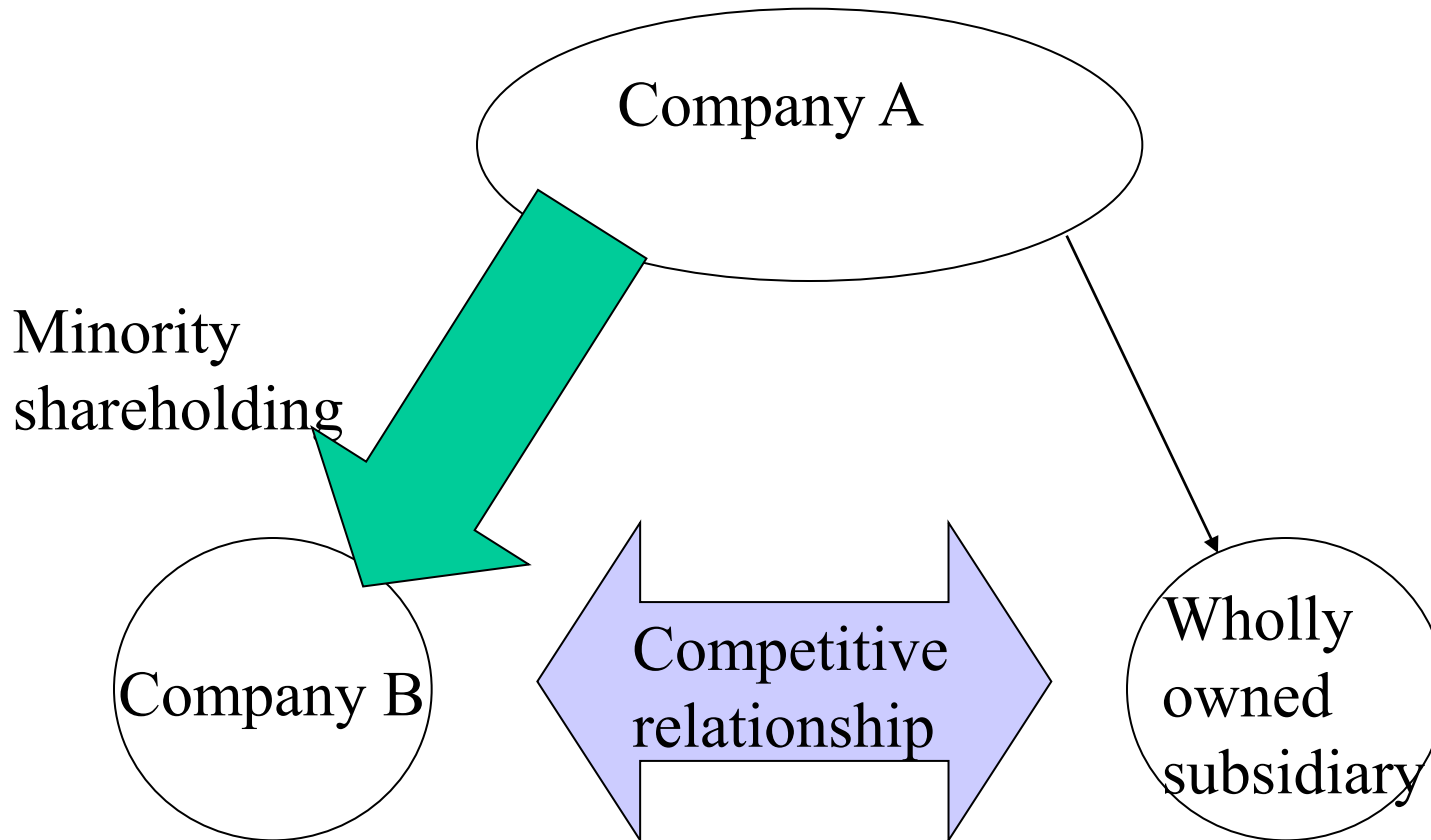 Company A
Minority
shareholding
Company B
Competitive
relationship
Wholly
owned
subsidiary